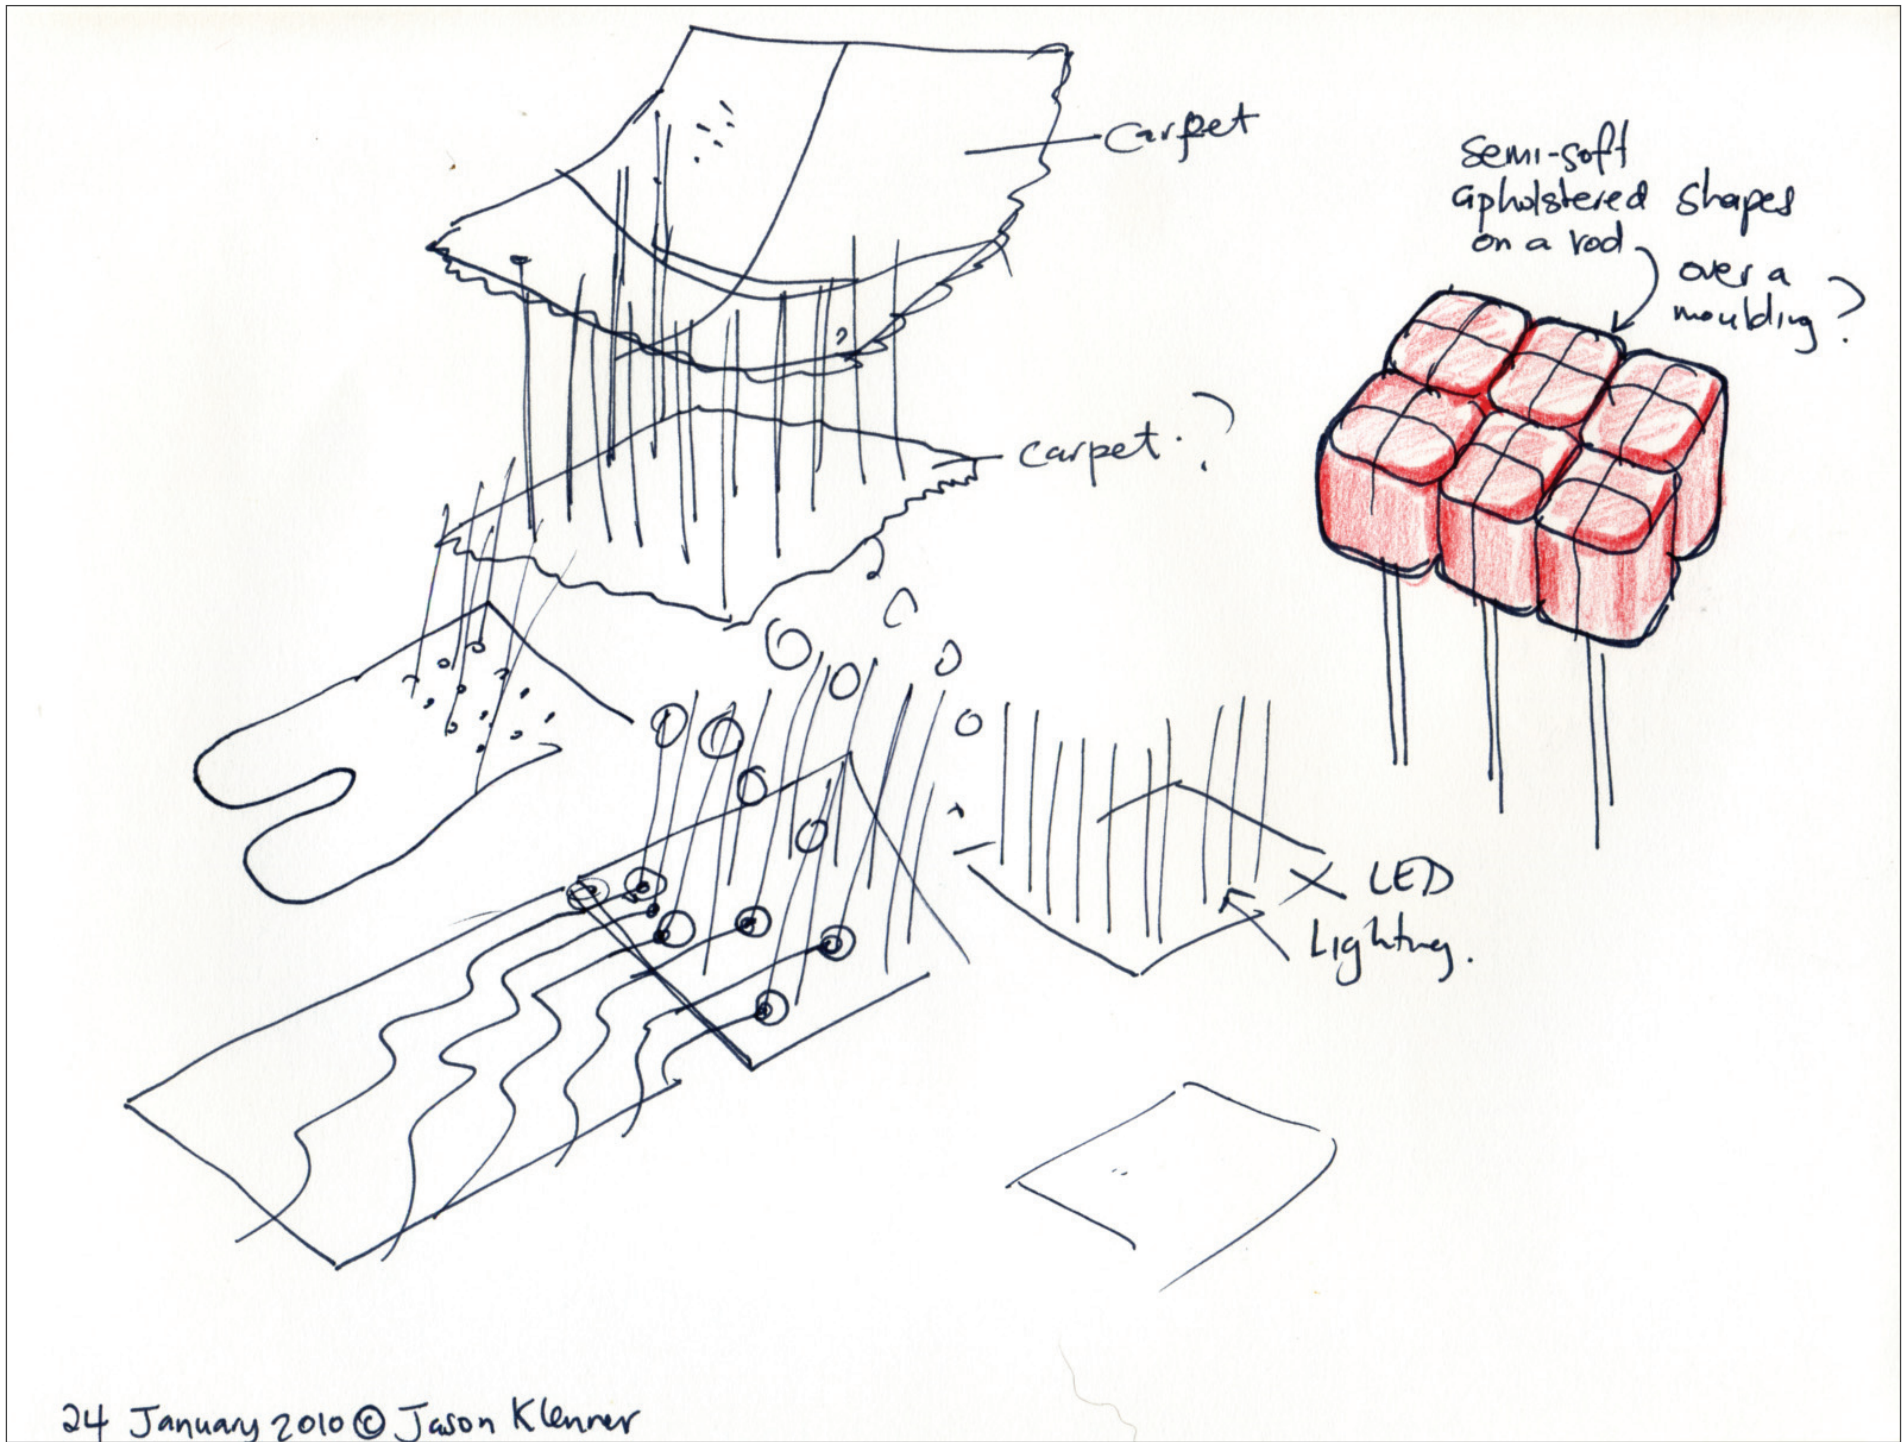 Carpet
semi-soft
upholstered shapes
on a rod
over a
moulding?
carpet?
LED
Lighting.
24 January 2010 © Jason Klenner